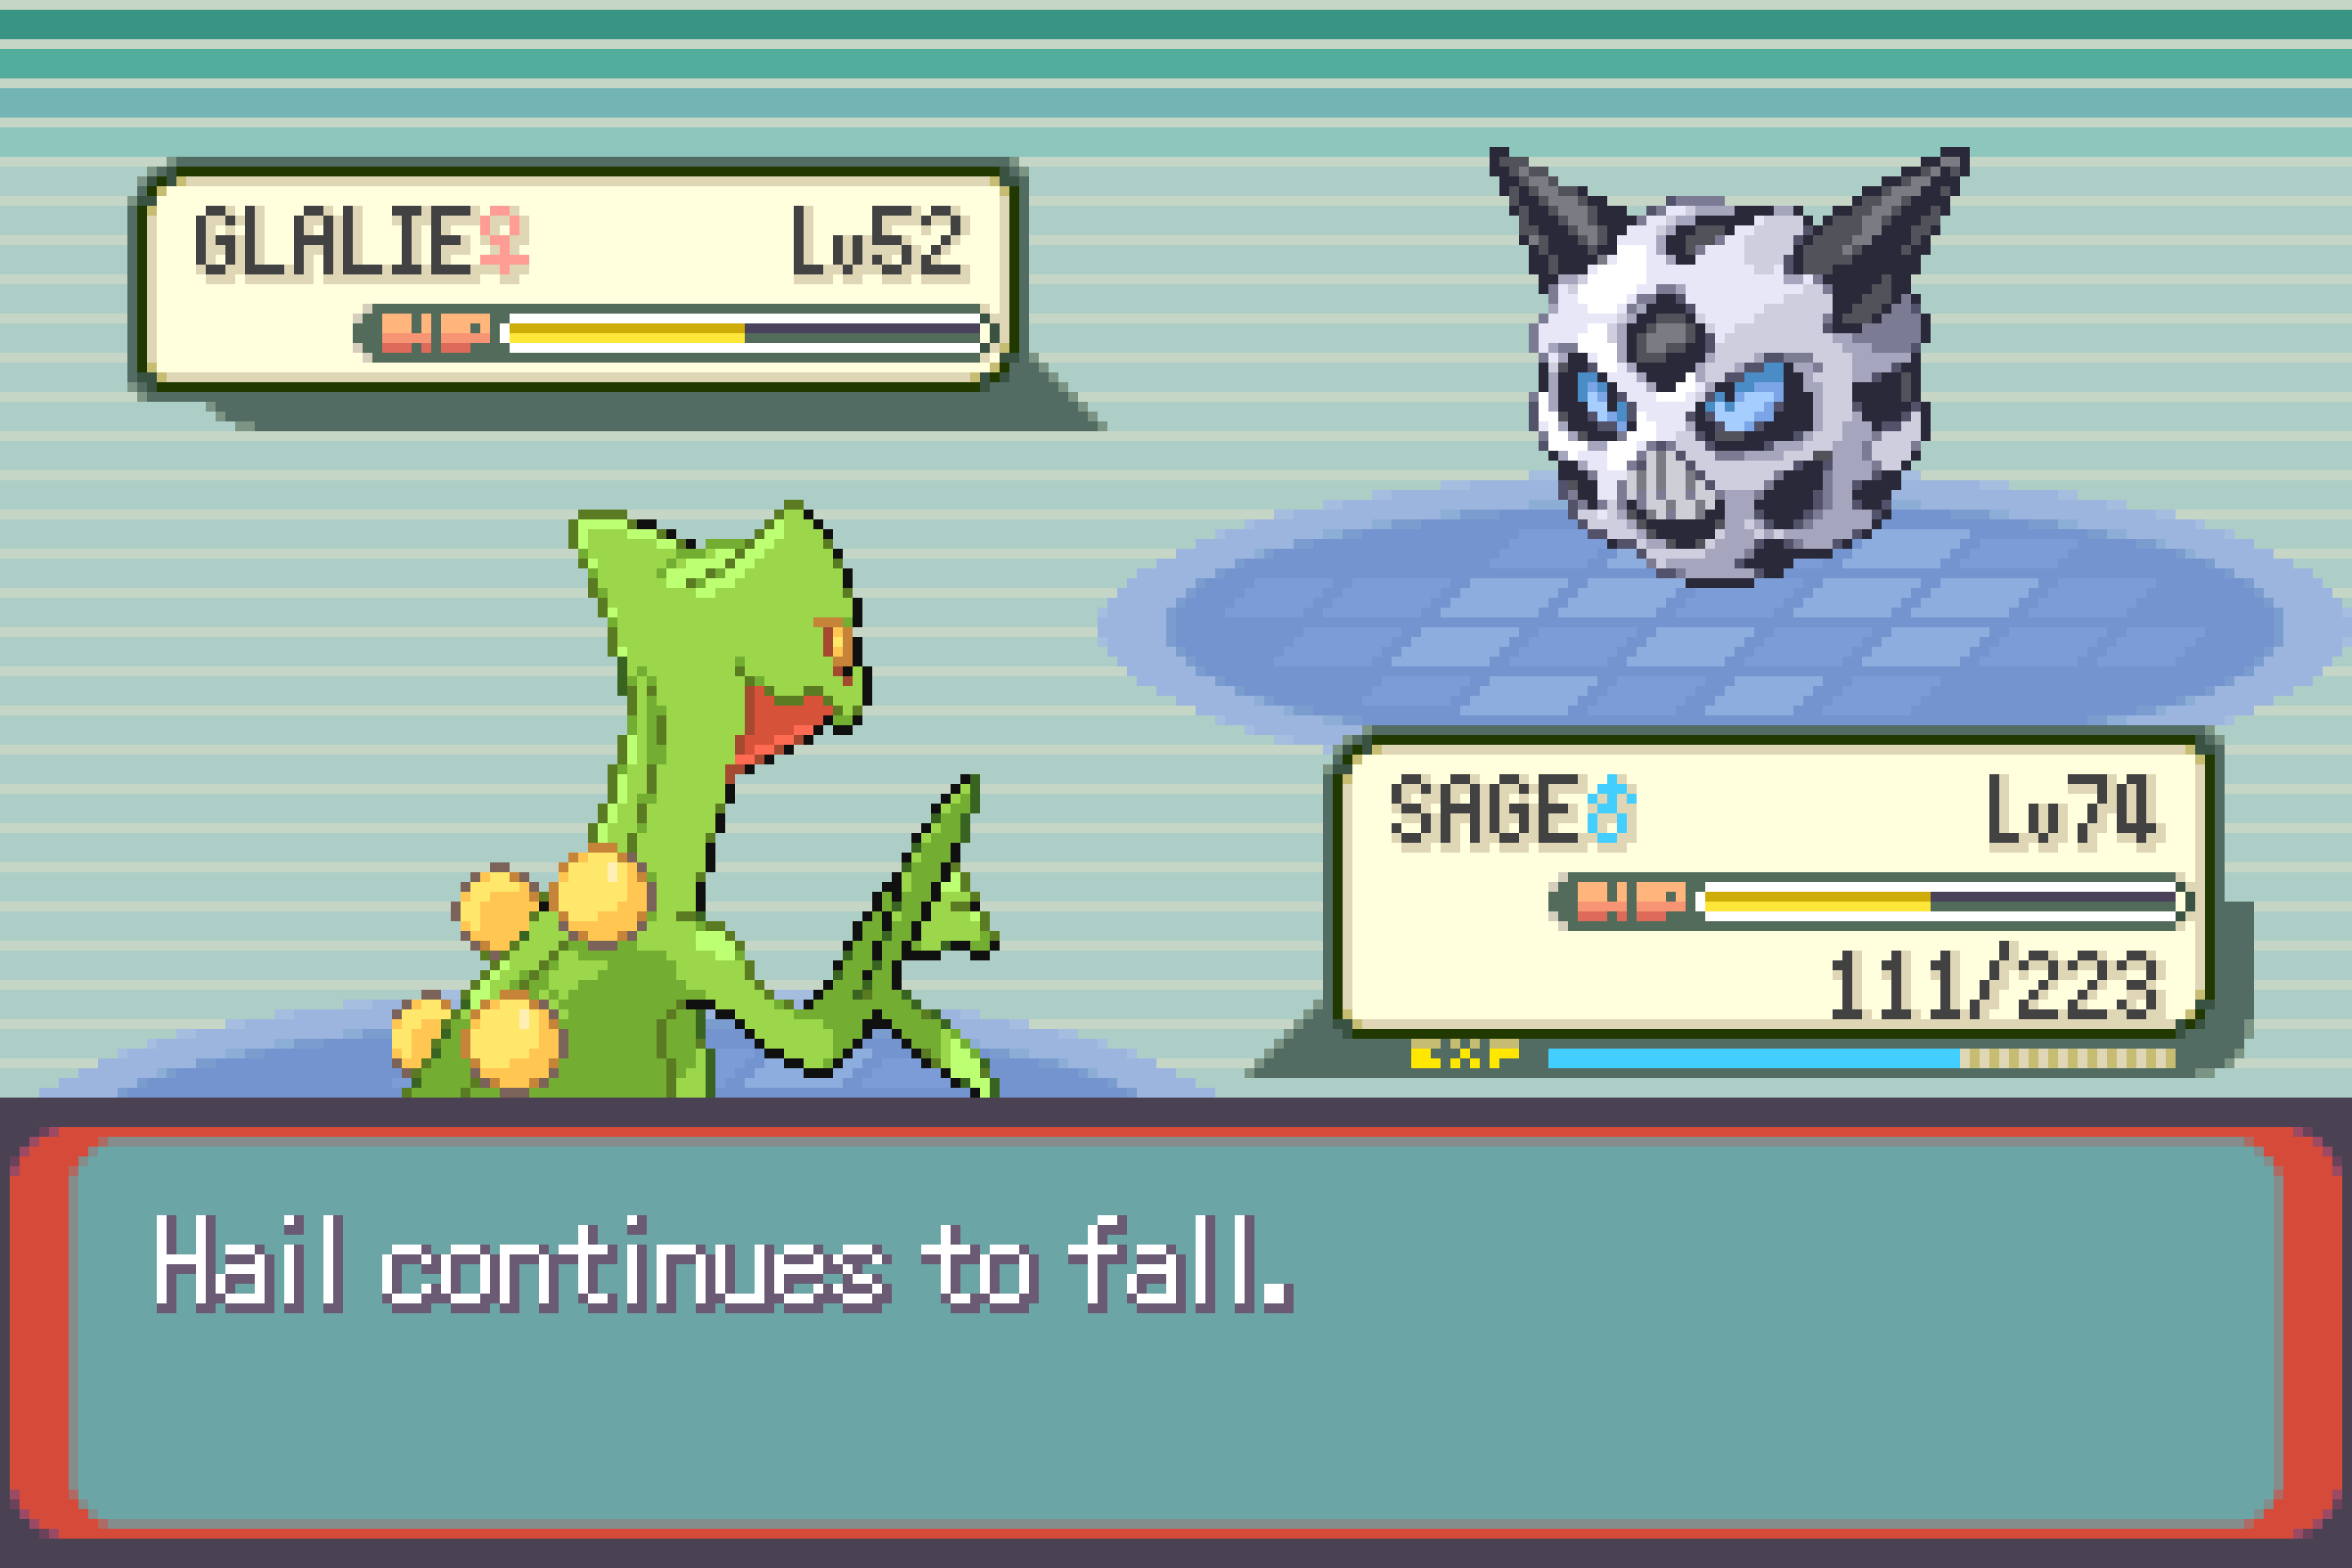 GLALIE♀ Lv52
HP
SAGE♂ Lv74
HP
111/223
EXP
Hail continues to fall.